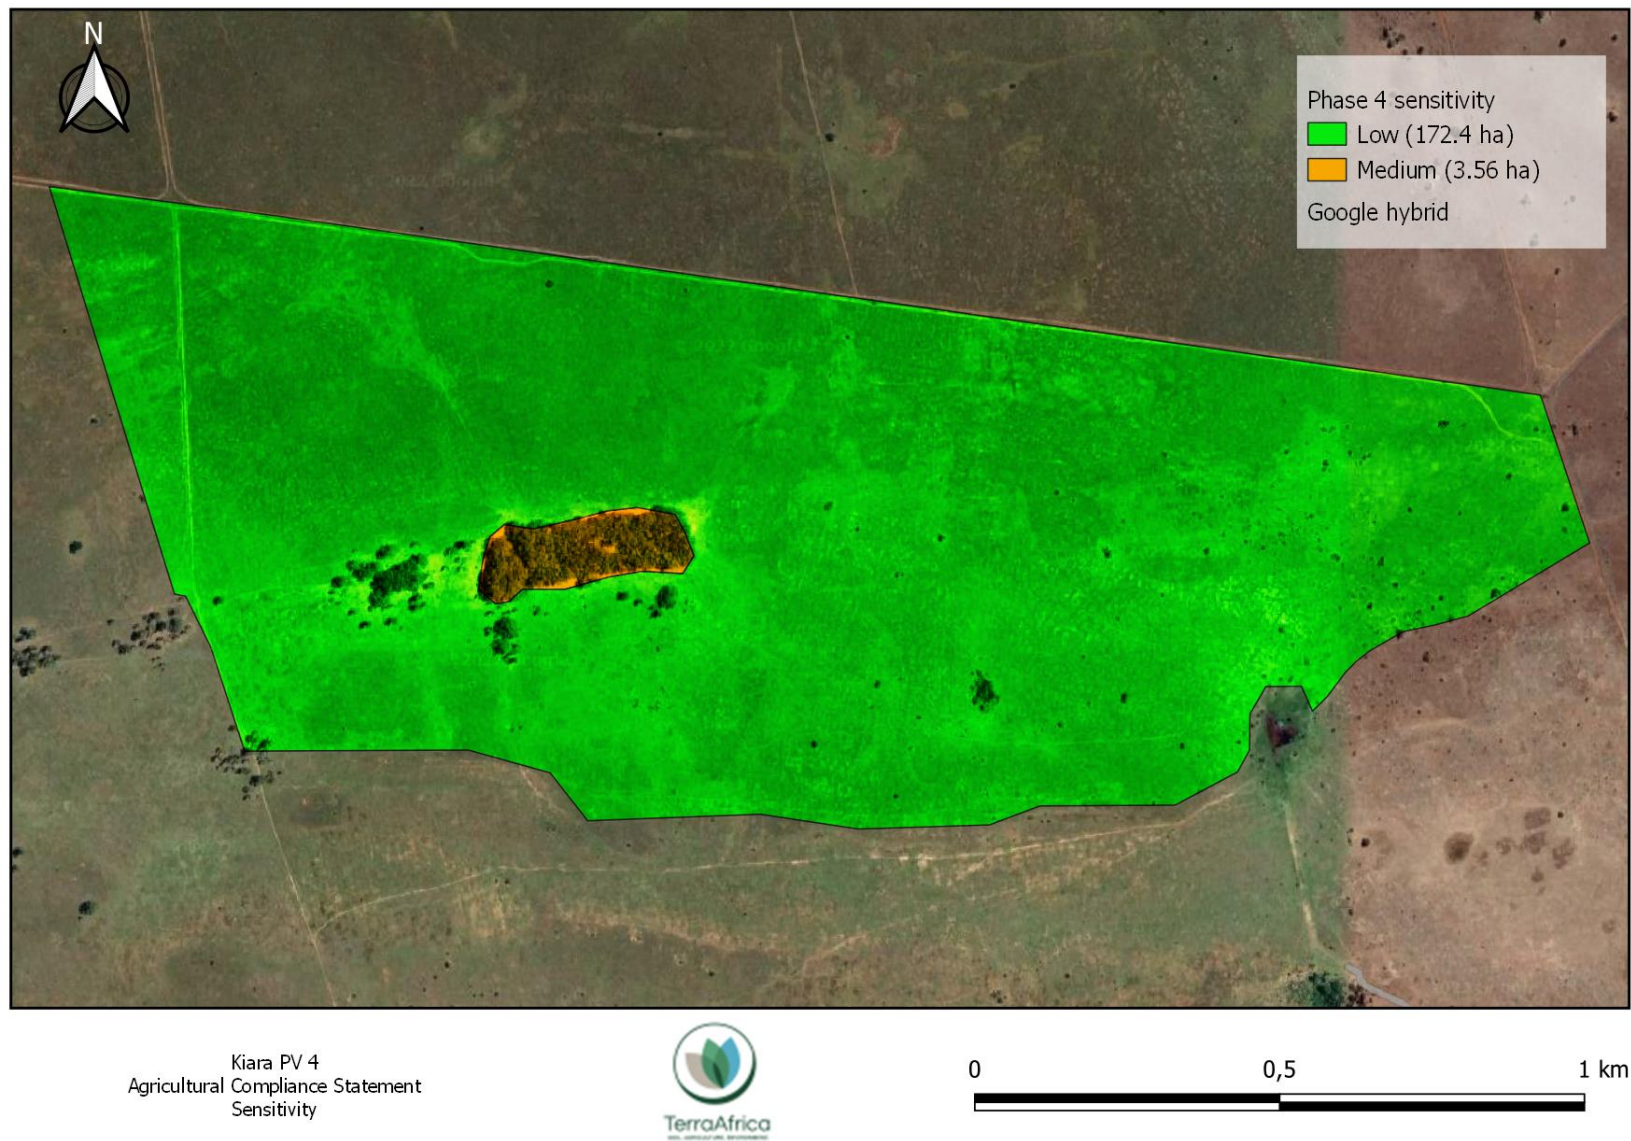 N
Phase 4 sensitivity
Low (172.4 ha)
Medium (3.56 ha)
Google hybrid
Kiara PV 4
Agricultural Compliance Statement
Sensitivity
TerraAfrica
0 0,5 1 km